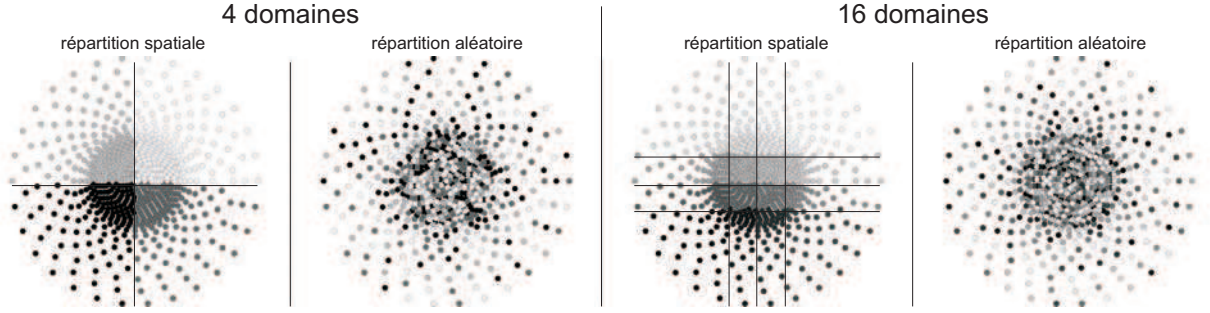 4 domaines
16 domaines
répartition spatiale
répartition aléatoire
répartition spatiale
répartition aléatoire